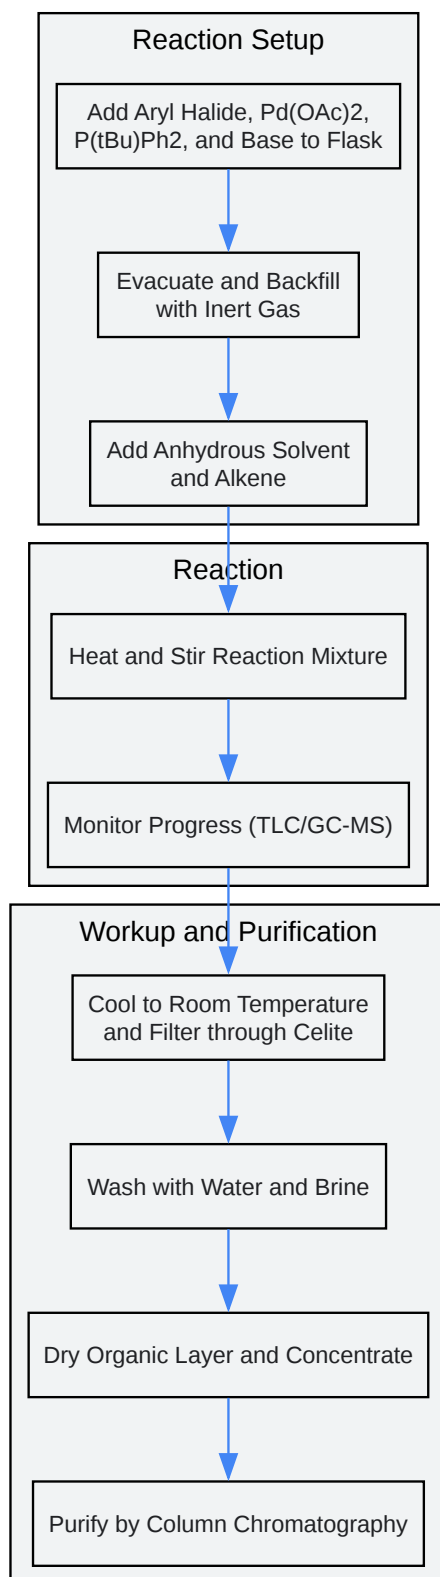 Reaction Setup
Add Aryl Halide, Pd(OAc)2,
P(tBu)Ph2, and Base to Flask
Evacuate and Backfill
with Inert Gas
Add Anhydrous Solvent
and Alkene
Reaction
Heat and Stir Reaction Mixture
Monitor Progress (TLC/GC-MS)
Workup and Purification
Cool to Room Temperature
and Filter through Celite
Wash with Water and Brine
Dry Organic Layer and Concentrate
Purify by Column Chromatography